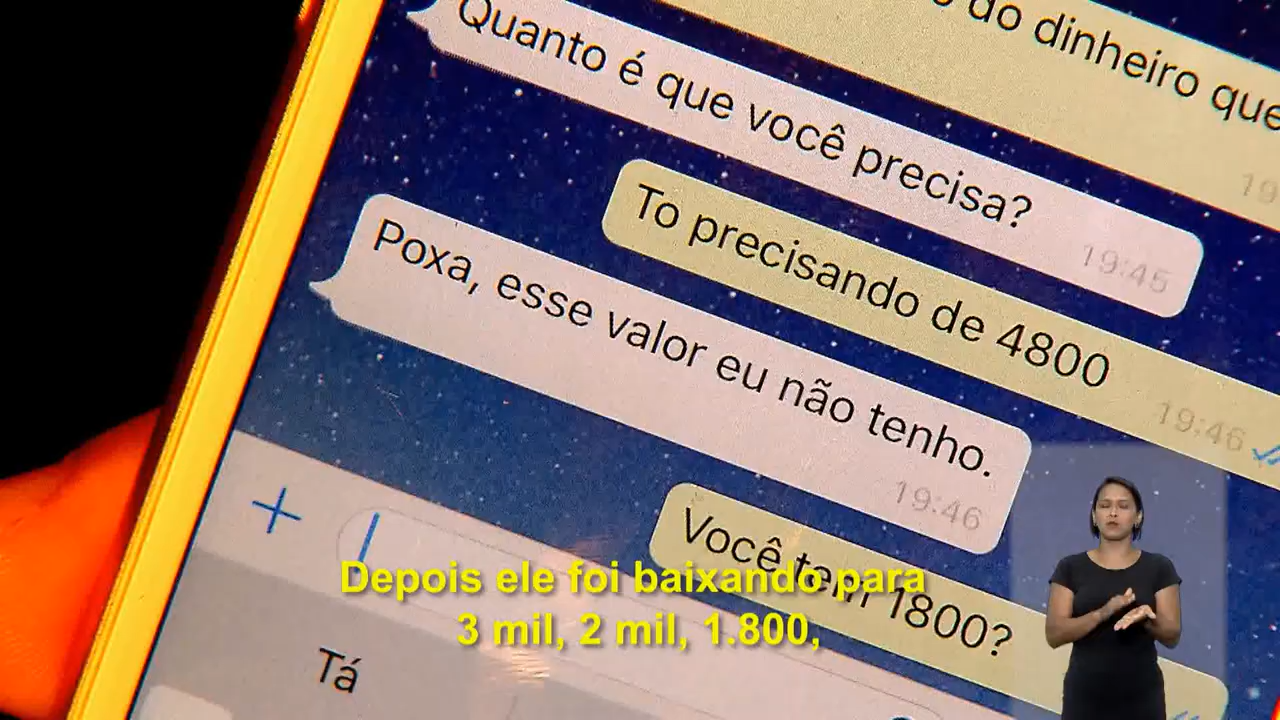 do dinheiro que
19
Quanto é que você precisa?
19:45
To precisando de 4800
19:46
Poxa, esse valor eu não tenho.
19:46
Você tem 1800?
Depois ele foi baixando para
3 mil, 2 mil, 1.800,
Tá